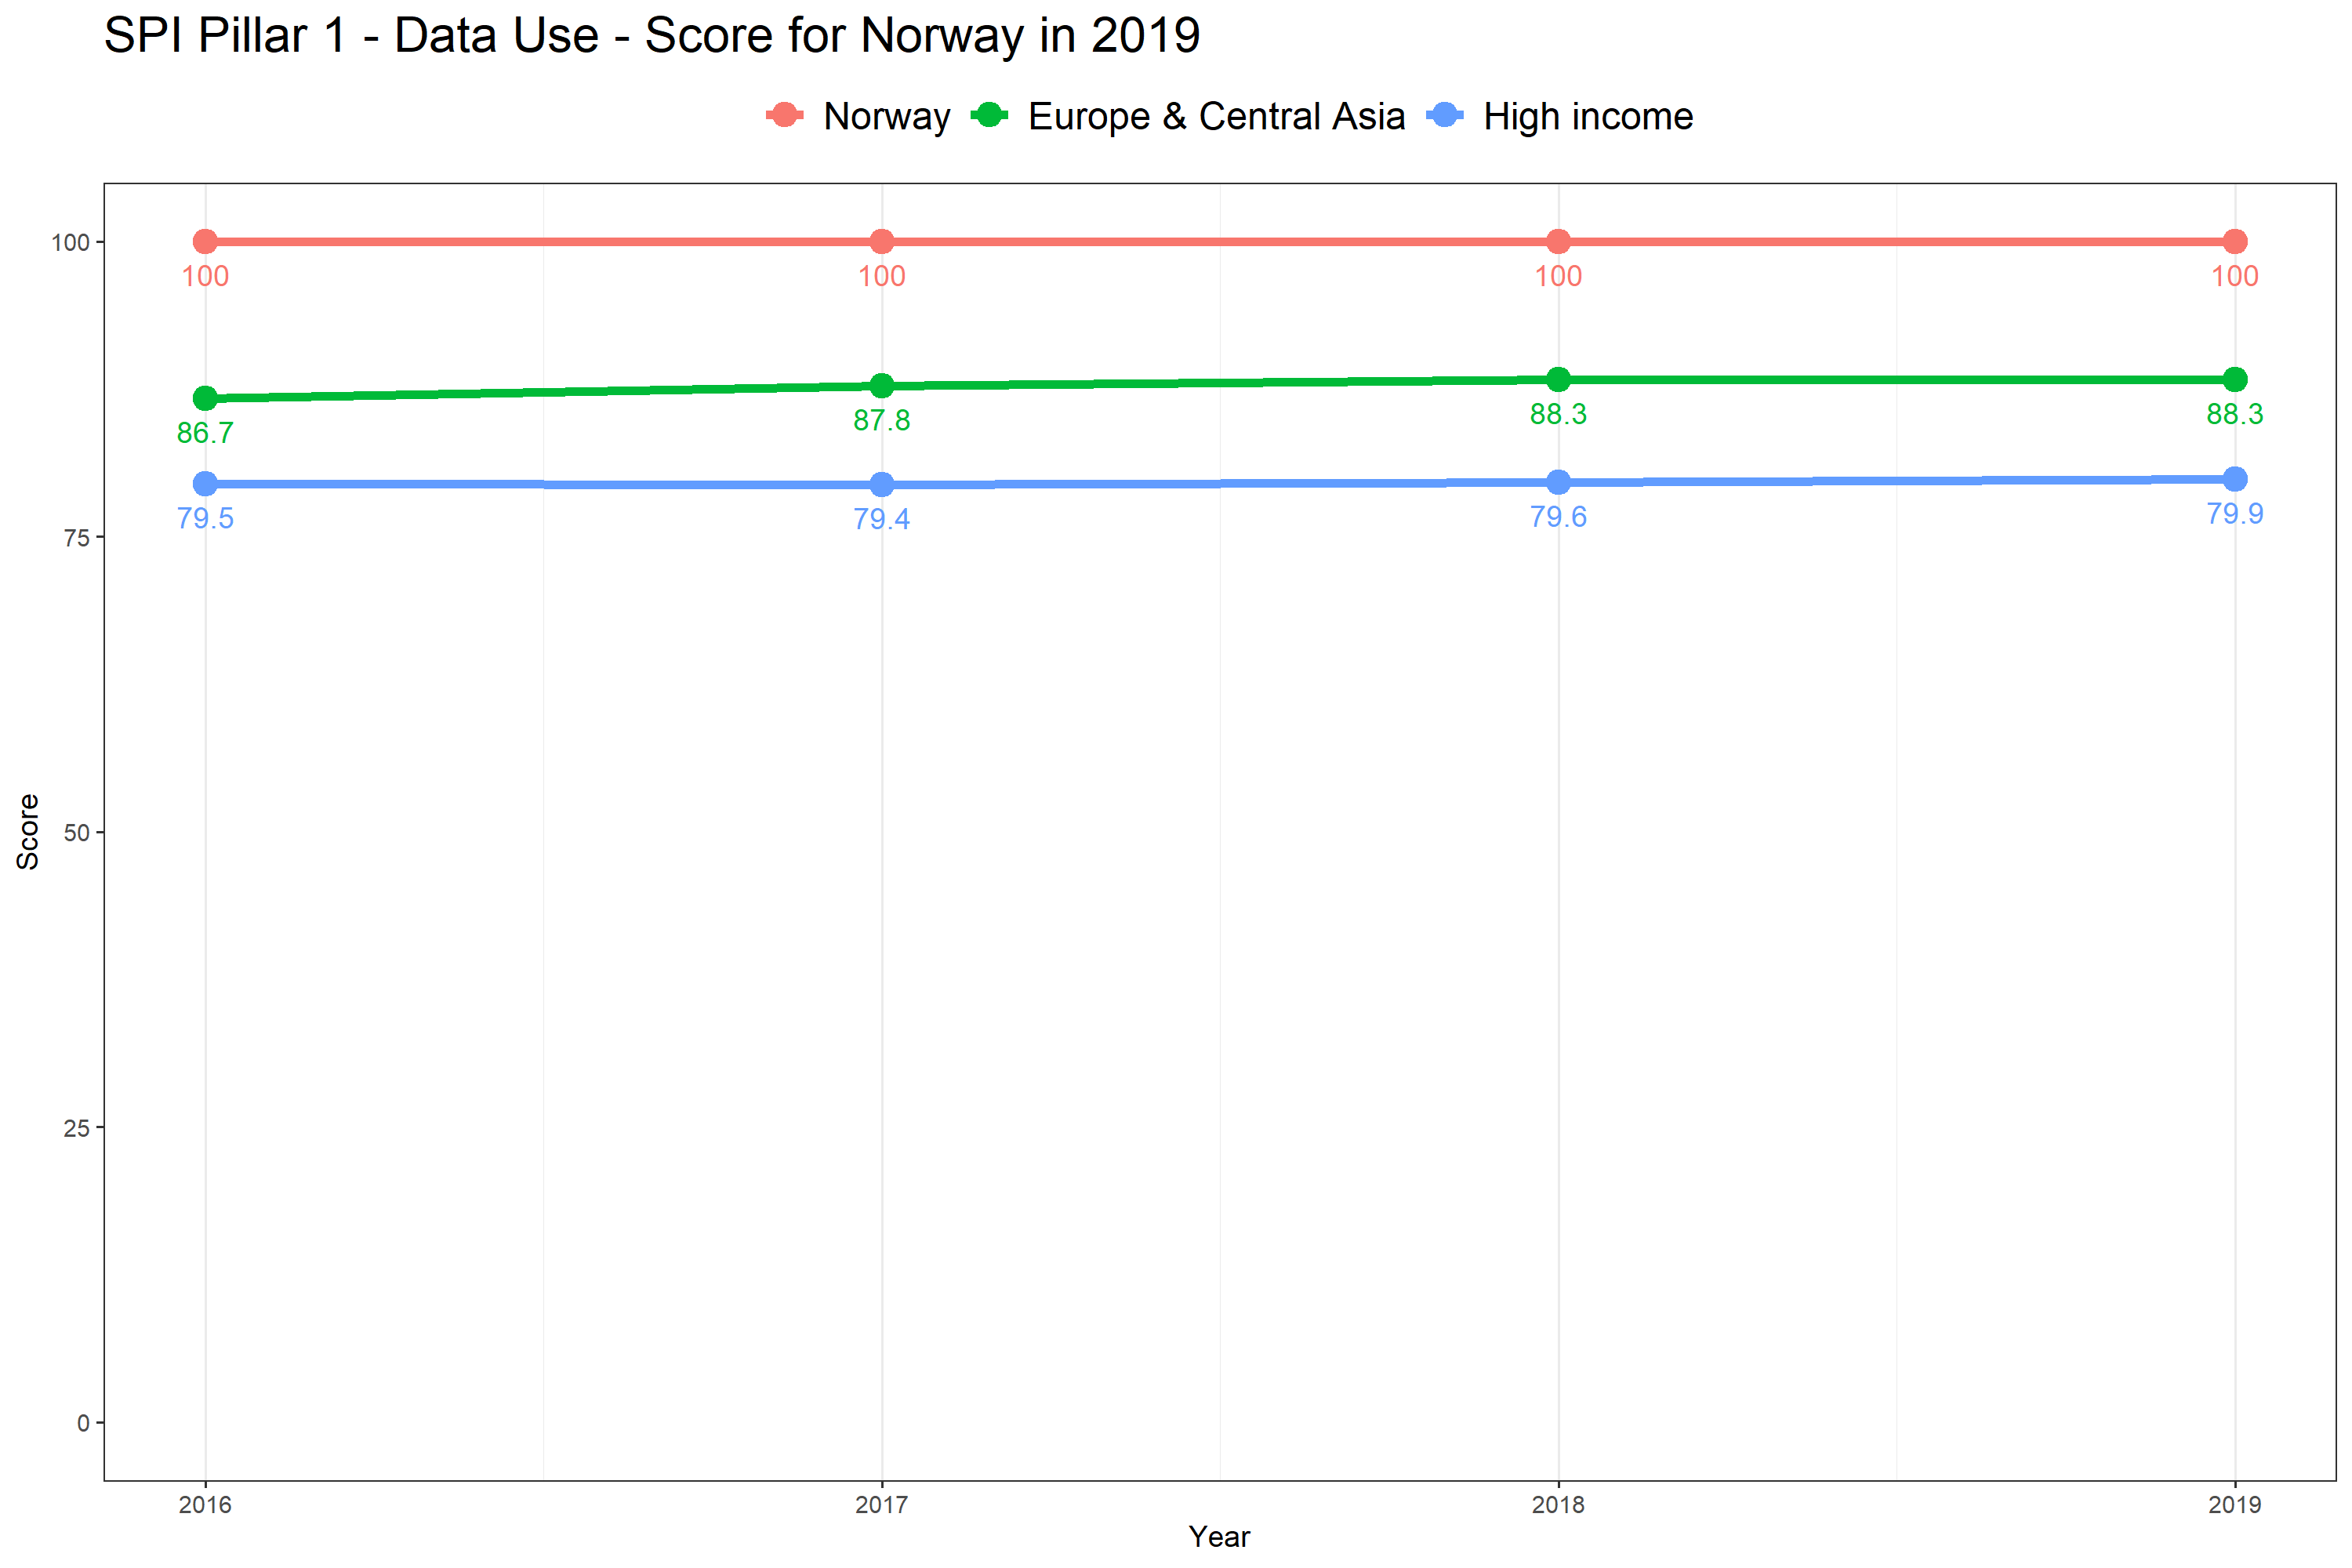 SPI Pillar 1 - Data Use - Score for Norway in 2019
Norway Europe & Central Asia High income
100
100 100 100 100
86.7 87.8 88.3 88.3
79.5 79.4 79.6 79.9
75
Score
50
25
0
2016 2017 2018 2019
Year